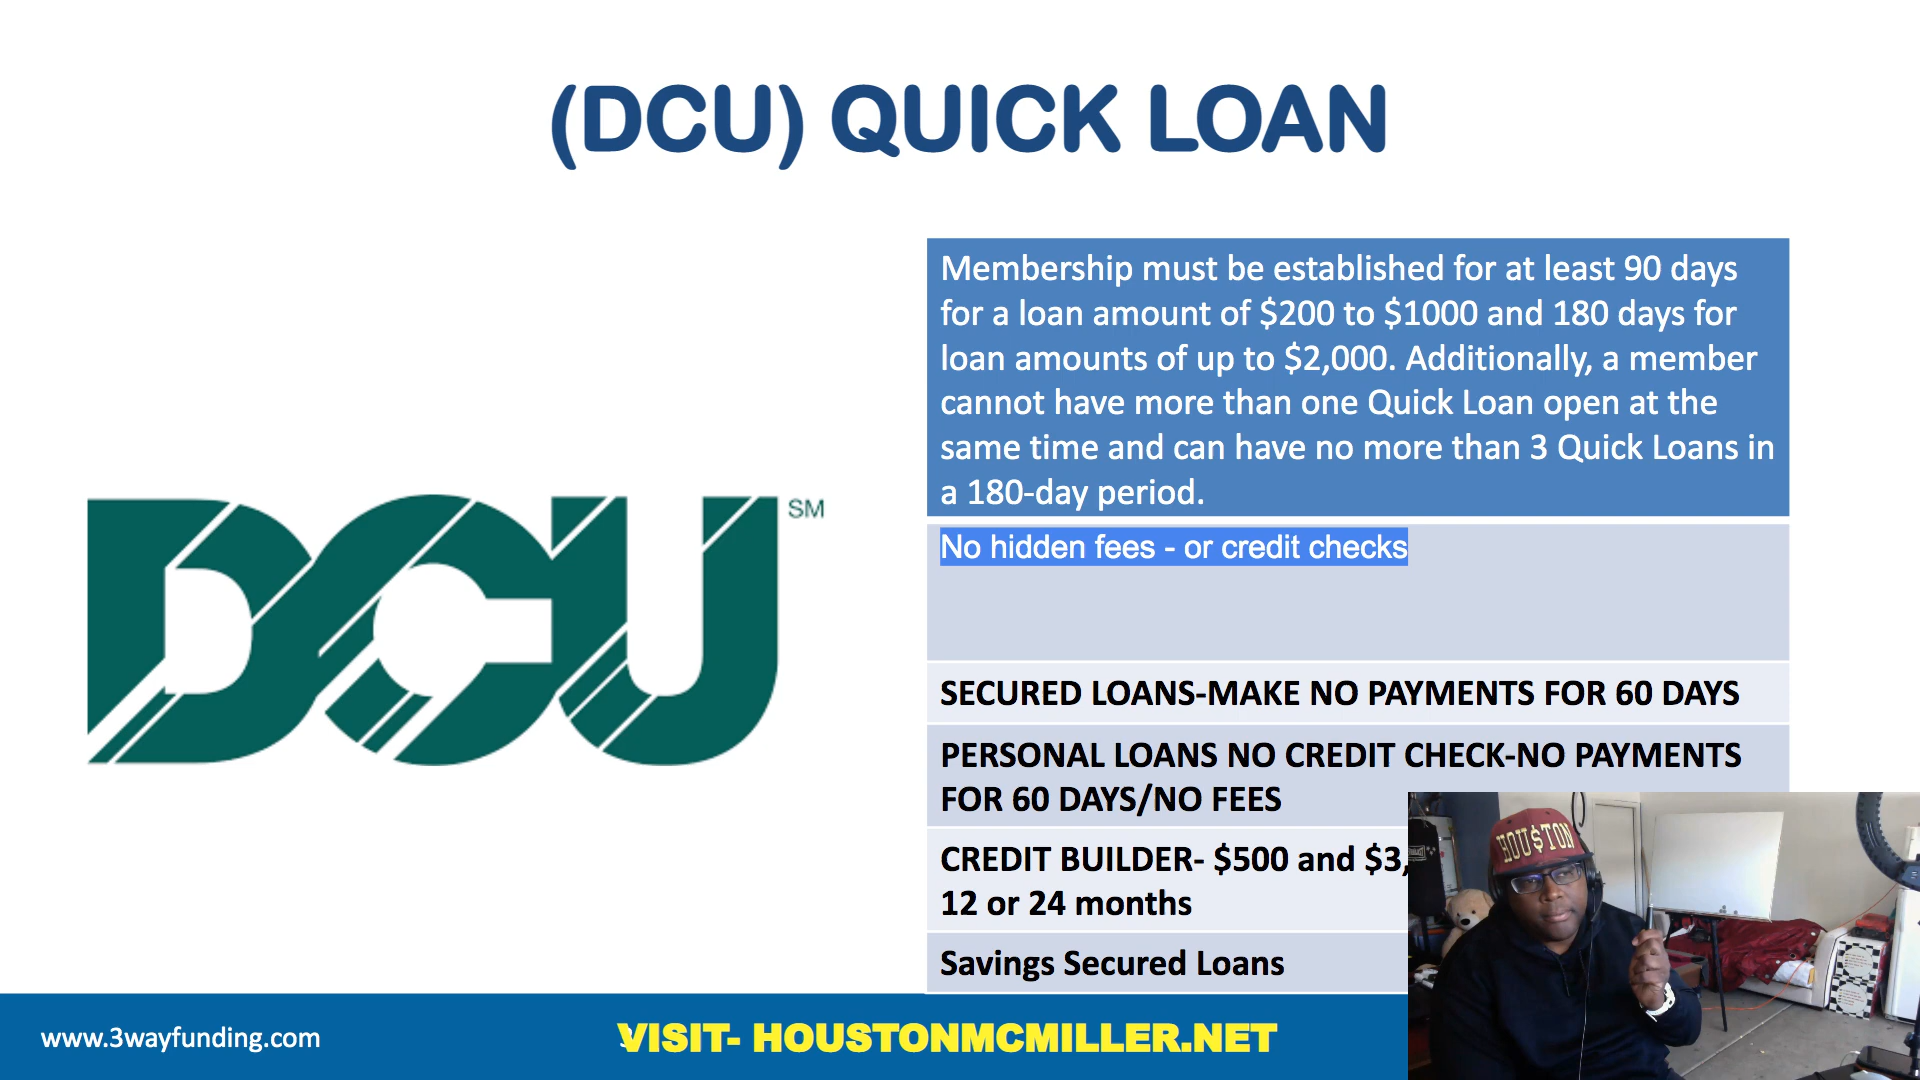 (DCU) QUICK LOAN
Membership must be established for at least 90 days
for a loan amount of $200 to $1000 and 180 days for
loan amounts of up to $2,000. Additionally, a member
cannot have more than one Quick Loan open at the
same time and can have no more than 3 Quick Loans in
a 180-day period.
No hidden fees - or credit checks
SECURED LOANS-MAKE NO PAYMENTS FOR 60 DAYS
PERSONAL LOANS NO CREDIT CHECK-NO PAYMENTS
FOR 60 DAYS/NO FEES
CREDIT BUILDER- $500 and $3,
12 or 24 months
Savings Secured Loans
DCU SM
HOU$TON
www.3wayfunding.com
VISIT- HOUSTONMCMILLER.NET